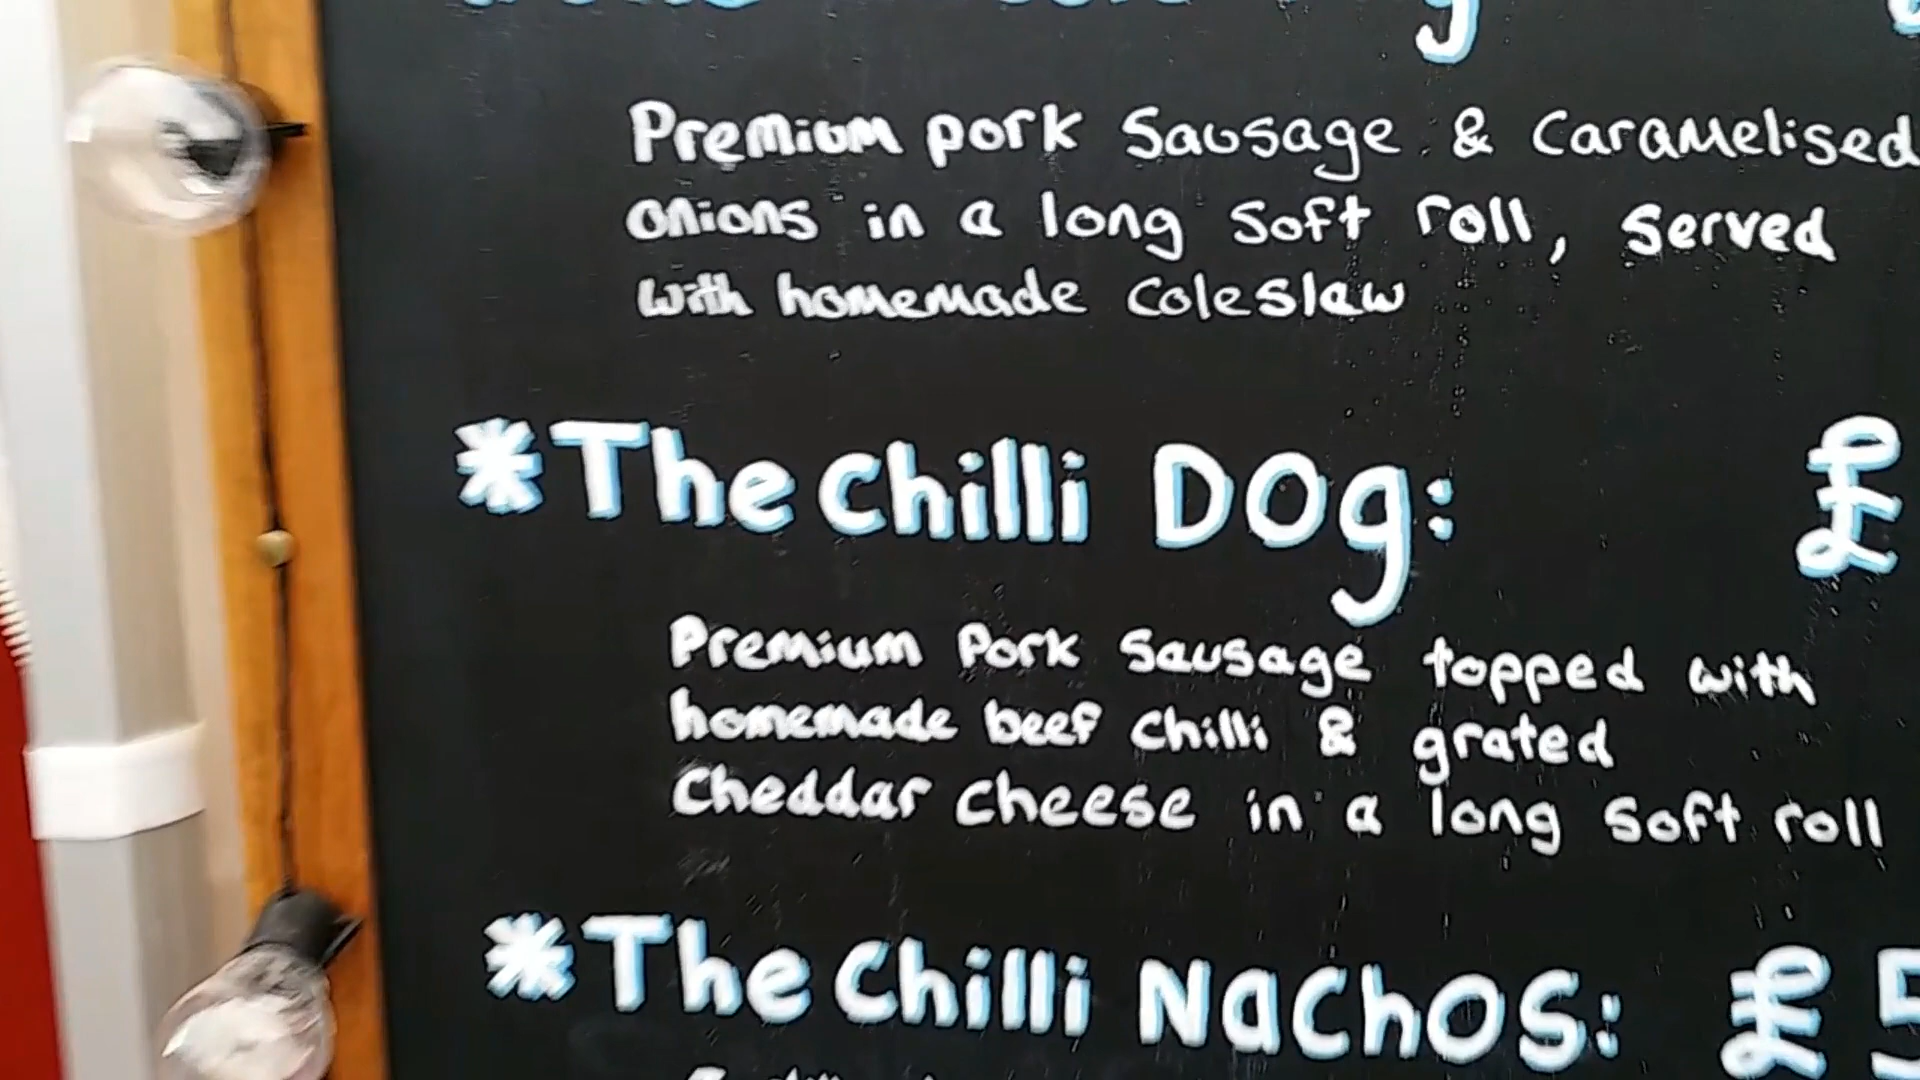 Premium pork Sausage & Caramelised
onions in a long soft roll, served
with homemade coleslaw
*The Chilli Dog: £
Premium Pork Sausage topped with
homemade beef chilli & grated
Cheddar cheese in a long soft roll
*The Chilli Nachos: £5